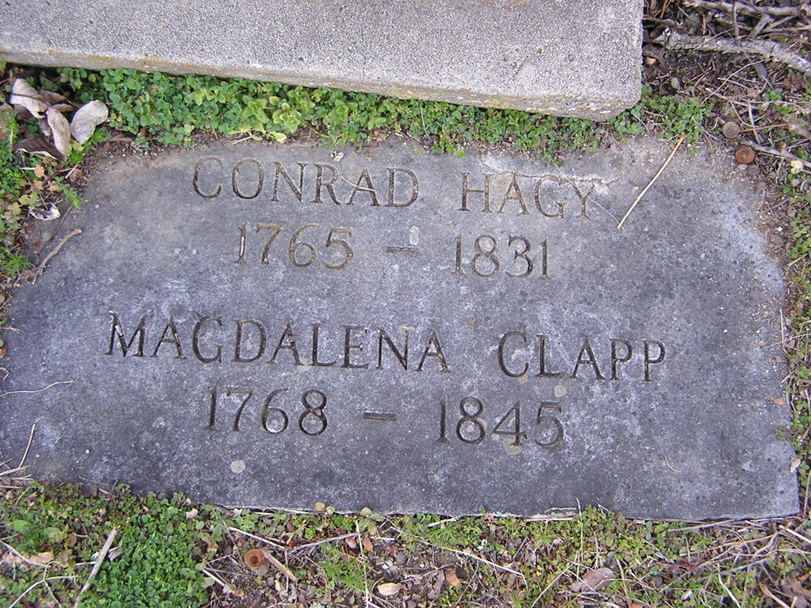 CONRAD HAGY
1765 – 1831
MAGDALENA CLAPP
1768 – 1845